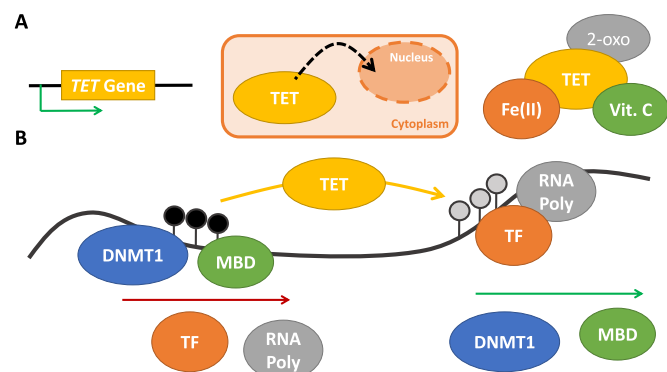 A
TET Gene
TET
Nucleus
Cytoplasm
2-oxo
TET
Fe(II)
Vit. C
B
TET
DNMT1
MBD
RNA
Poly
TF
TF
RNA
Poly
DNMT1
MBD